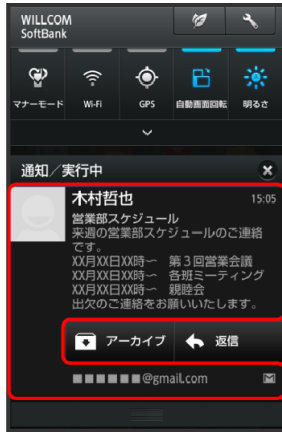 WILLCOM
SoftBank
マナーモード Wi-Fi GPS 自動画面回転 明るさ
通知／実行中
木村哲也 15:05
営業部スケジュール
来週の営業部スケジュールのご連絡
です。
XX月XX日XX時〜 第３回営業会議
XX月XX日XX時〜 各班ミーティング
XX月XX日XX時〜 親睦会
出欠のご連絡をお願いいたします。
アーカイブ 返信
■■■■■■@gmail.com